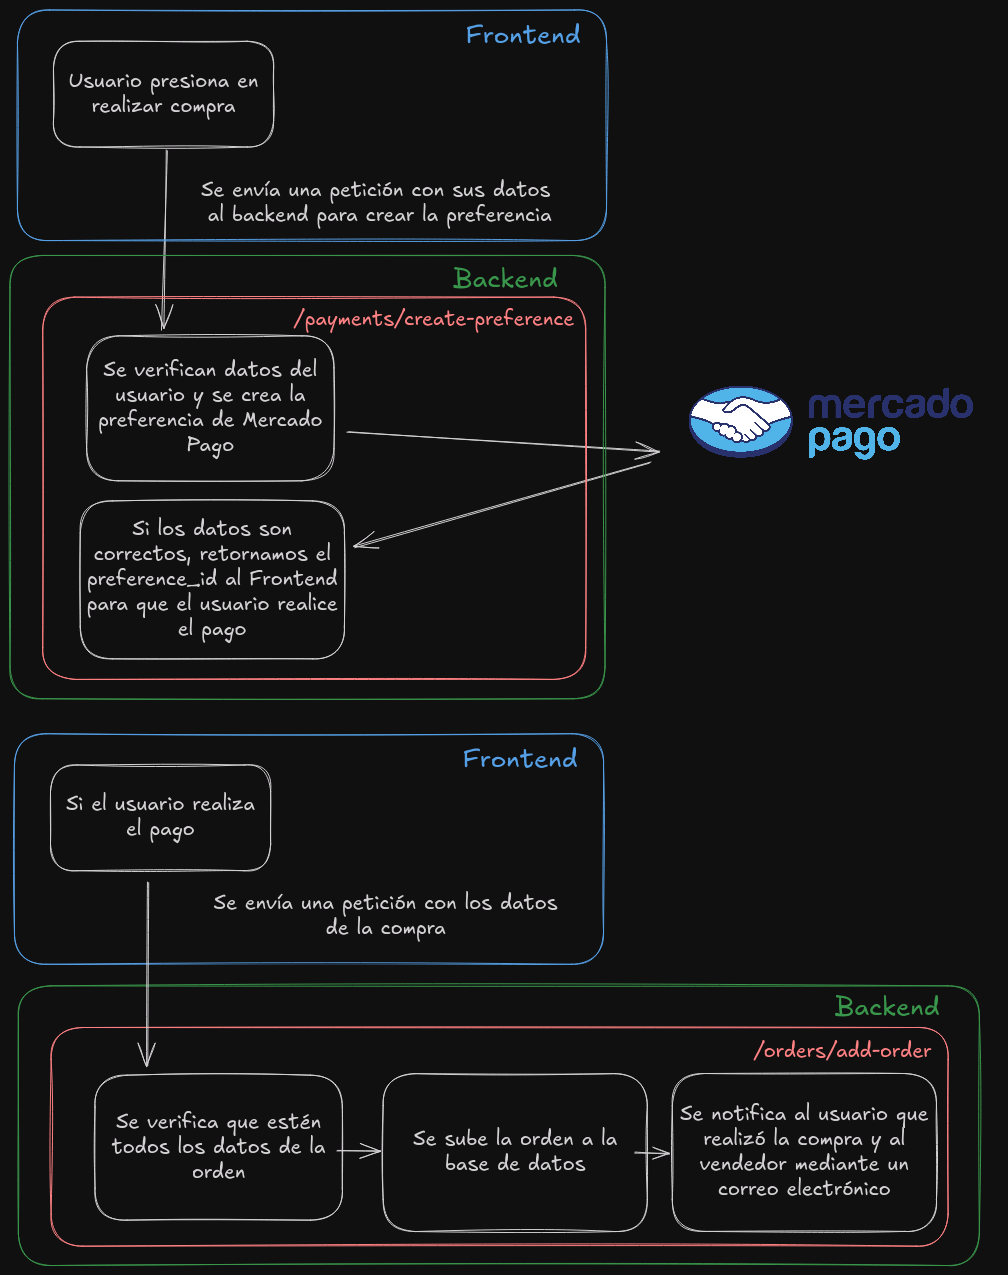 Frontend
Usuario presiona en
realizar compra
Se envía una petición con sus datos
al backend para crear la preferencia
Backend
/payments/create-preference
Se verifican datos del
usuario y se crea la
preferencia de Mercado
Pago
mercado
pago
Si los datos son
correctos, retornamos el
preference_id al Frontend
para que el usuario realice
el pago
Frontend
Si el usuario realiza
el pago
Se envía una petición con los datos
de la compra
Backend
/orders/add-order
Se verifica que estén
todos los datos de la
orden
Se sube la orden a la
base de datos
Se notifica al usuario que
realizó la compra y al
vendedor mediante un
correo electrónico